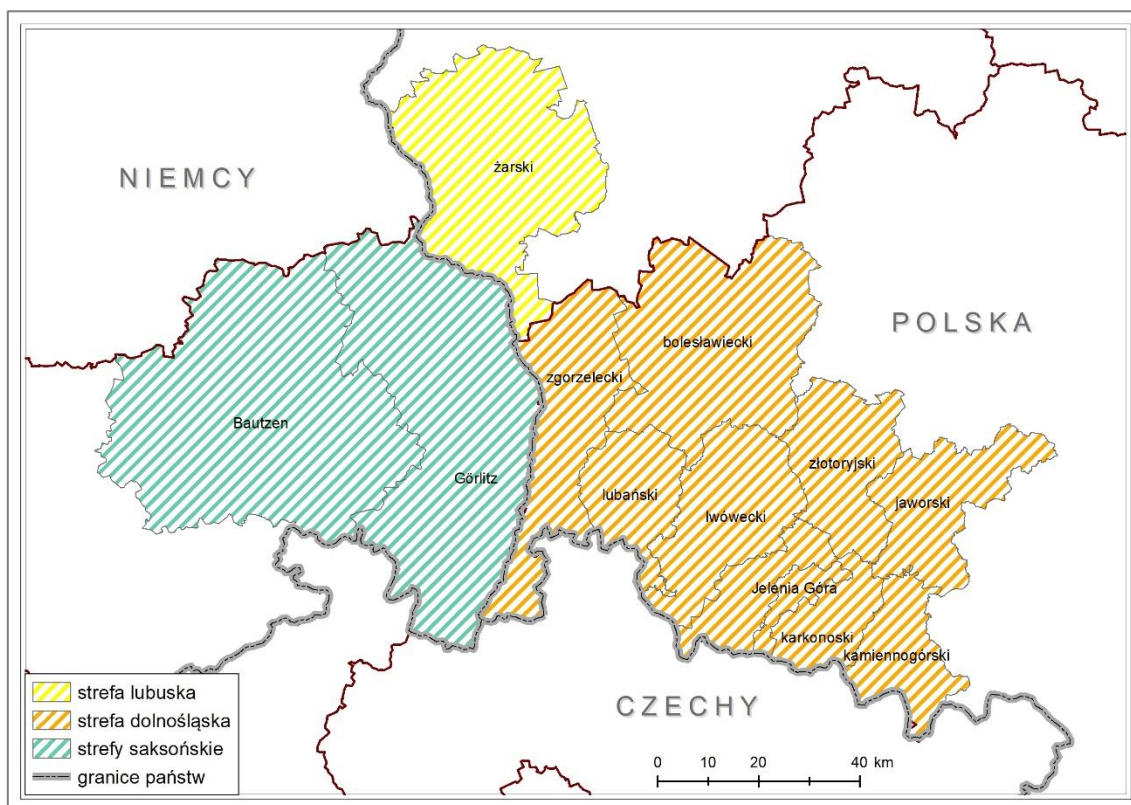 żarski
NIEMCY
POLSKA
bolesławiecki
zgorzelecki
Bautzen
złotoryjski
Görlitz
lubański
jaworski
lwówecki
Jelenia Góra
karkonoski
kamiennogórski
CZECHY
strefa lubuska
strefa dolnośląska
strefy saksońskie
granice państw
0 10 20 40 km